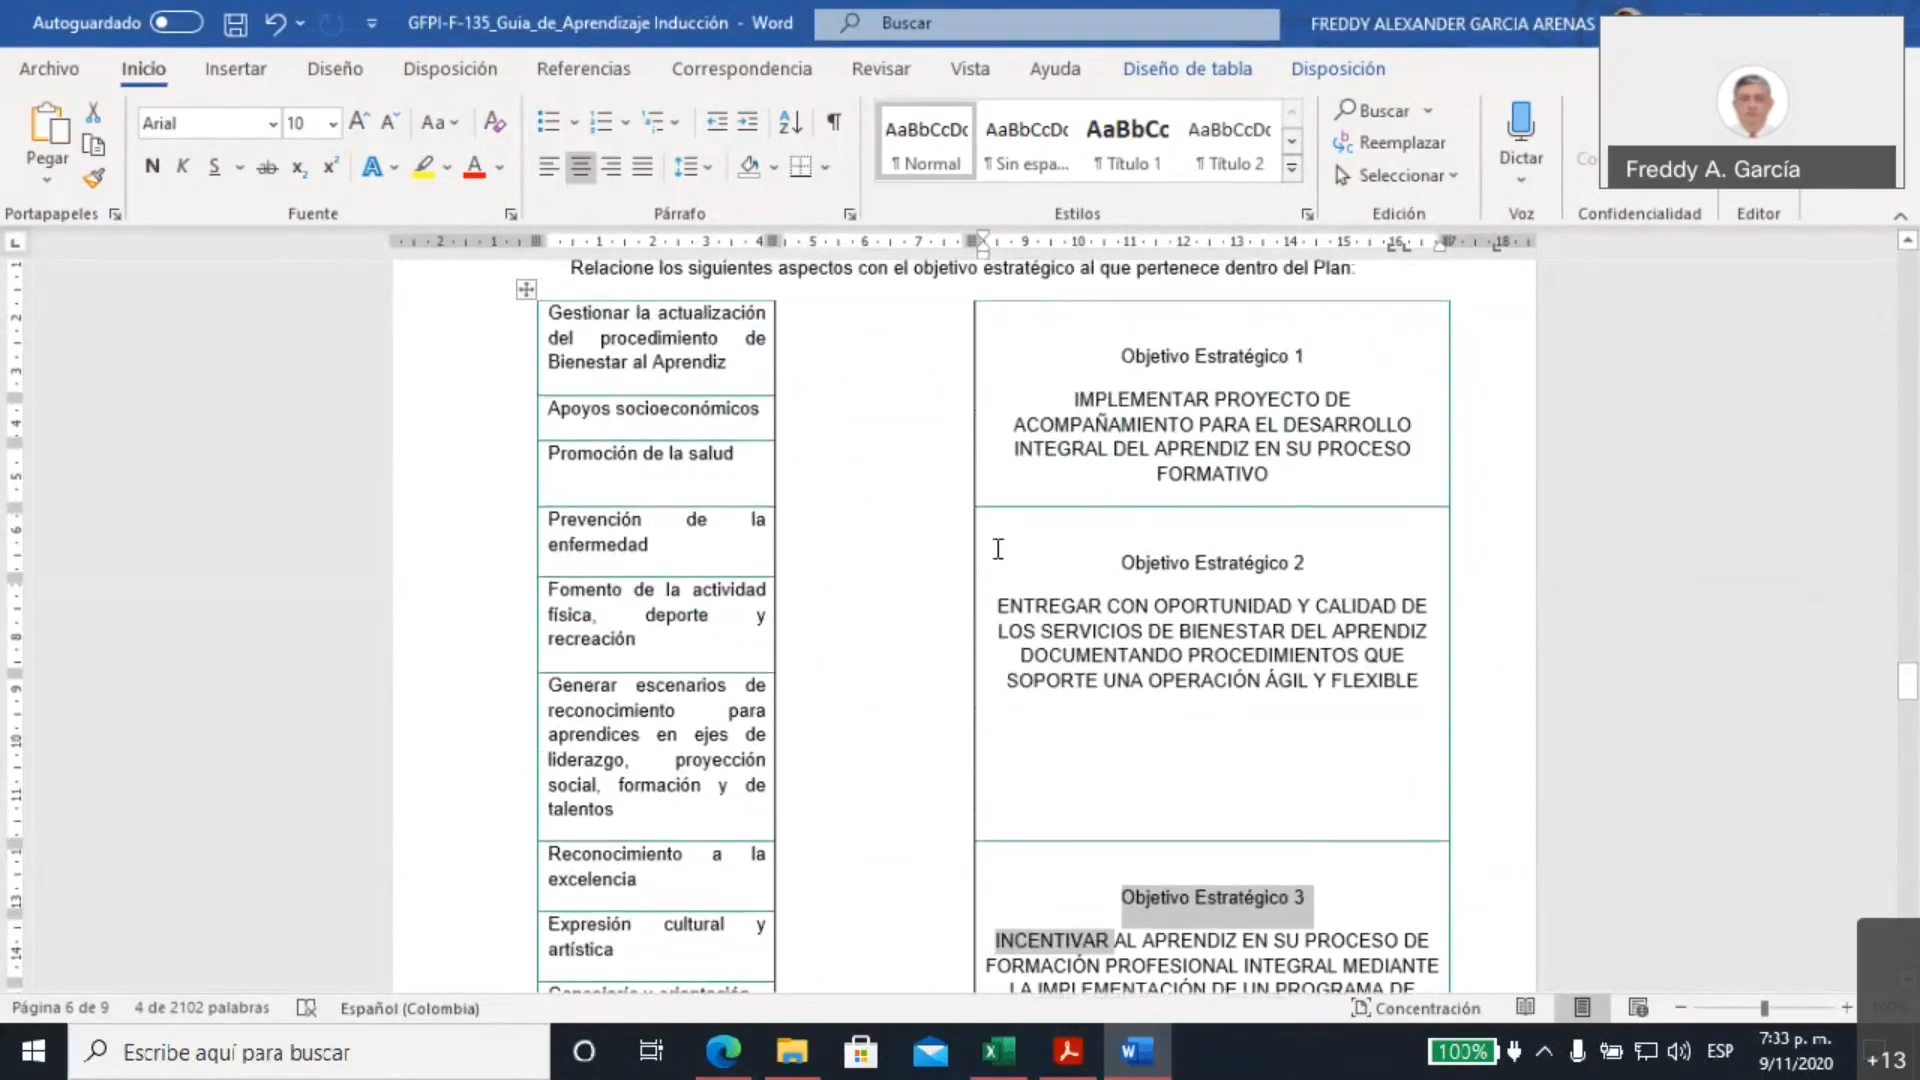 Autoguardado
GFPI-F-135_Guia_de_Aprendizaje Inducción - Word
Buscar
FREDDY ALEXANDER GARCIA ARENAS
Archivo Inicio Insertar Diseño Disposición Referencias Correspondencia Revisar Vista Ayuda Diseño de tabla Disposición
Pegar
Arial 10
AaBbCcDc AaBbCcDc AaBbCc AaBbCcDc
¶ Normal ¶ Sin espa... ¶ Título 1 ¶ Título 2
Buscar
Reemplazar
Seleccionar
Dictar
Freddy A. García
Portapapeles Fuente Párrafo Estilos Edición Voz Confidencialidad Editor
Relacione los siguientes aspectos con el objetivo estratégico al que pertenece dentro del Plan:
Gestionar la actualización
del procedimiento de
Bienestar al Aprendiz
Apoyos socioeconómicos
Promoción de la salud
Prevención de la
enfermedad
Fomento de la actividad
física, deporte y
recreación
Generar escenarios de
reconocimiento para
aprendices en ejes de
liderazgo, proyección
social, formación y de
talentos
Reconocimiento a la
excelencia
Expresión cultural y
artística
Objetivo Estratégico 1
IMPLEMENTAR PROYECTO DE
ACOMPAÑAMIENTO PARA EL DESARROLLO
INTEGRAL DEL APRENDIZ EN SU PROCESO
FORMATIVO
Objetivo Estratégico 2
ENTREGAR CON OPORTUNIDAD Y CALIDAD DE
LOS SERVICIOS DE BIENESTAR DEL APRENDIZ
DOCUMENTANDO PROCEDIMIENTOS QUE
SOPORTE UNA OPERACIÓN ÁGIL Y FLEXIBLE
Objetivo Estratégico 3
INCENTIVAR AL APRENDIZ EN SU PROCESO DE
FORMACIÓN PROFESIONAL INTEGRAL MEDIANTE
LA IMPLEMENTACIÓN DE UN PROGRAMA DE
Página 6 de 9 4 de 2102 palabras Español (Colombia)
Concentración
Escribe aquí para buscar
100%
ESP
7:33 p. m.
9/11/2020
+13